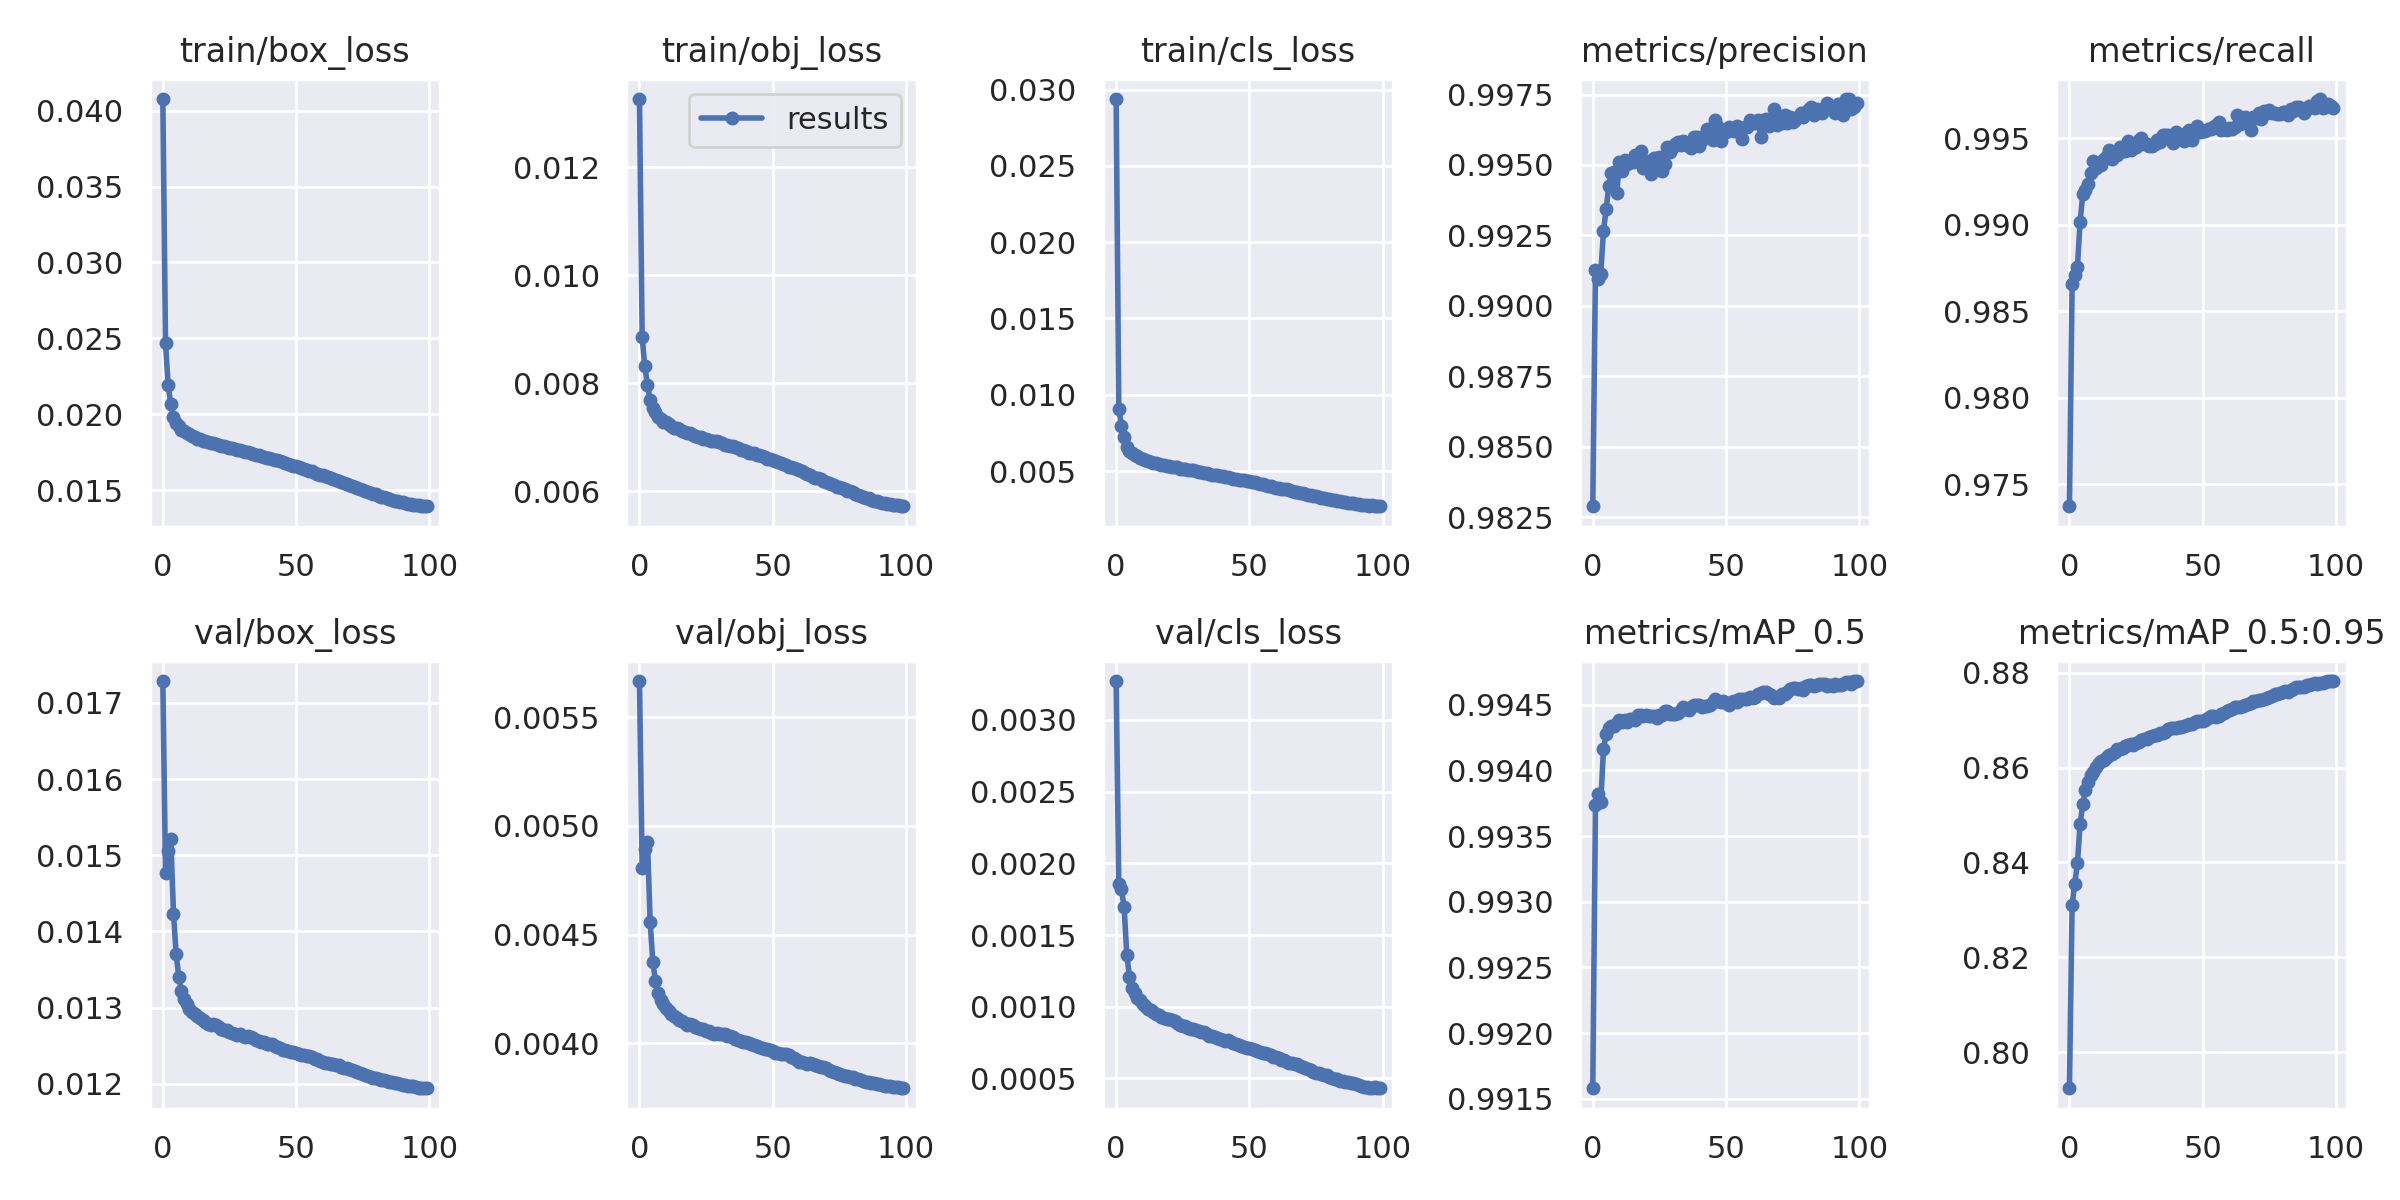 train/box_loss
0.040
0.035
0.030
0.025
0.020
0.015
0 50 100
train/obj_loss
results
0.012
0.010
0.008
0.006
0 50 100
train/cls_loss
0.030
0.025
0.020
0.015
0.010
0.005
0 50 100
metrics/precision
0.9975
0.9950
0.9925
0.9900
0.9875
0.9850
0.9825
0 50 100
metrics/recall
0.995
0.990
0.985
0.980
0.975
0 50 100
val/box_loss
0.017
0.016
0.015
0.014
0.013
0.012
0 50 100
val/obj_loss
0.0055
0.0050
0.0045
0.0040
0 50 100
val/cls_loss
0.0030
0.0025
0.0020
0.0015
0.0010
0.0005
0 50 100
metrics/mAP_0.5
0.9945
0.9940
0.9935
0.9930
0.9925
0.9920
0.9915
0 50 100
metrics/mAP_0.5:0.95
0.88
0.86
0.84
0.82
0.80
0 50 100